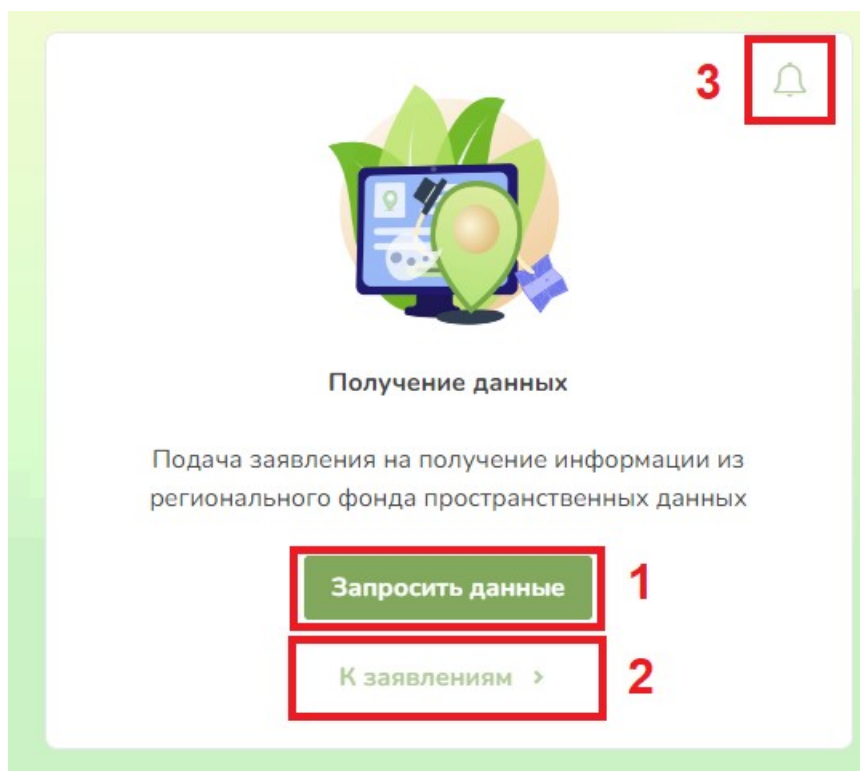 3
Получение данных
Подача заявления на получение информации из
регионального фонда пространственных данных
Запросить данные
1
К заявлениям >
2